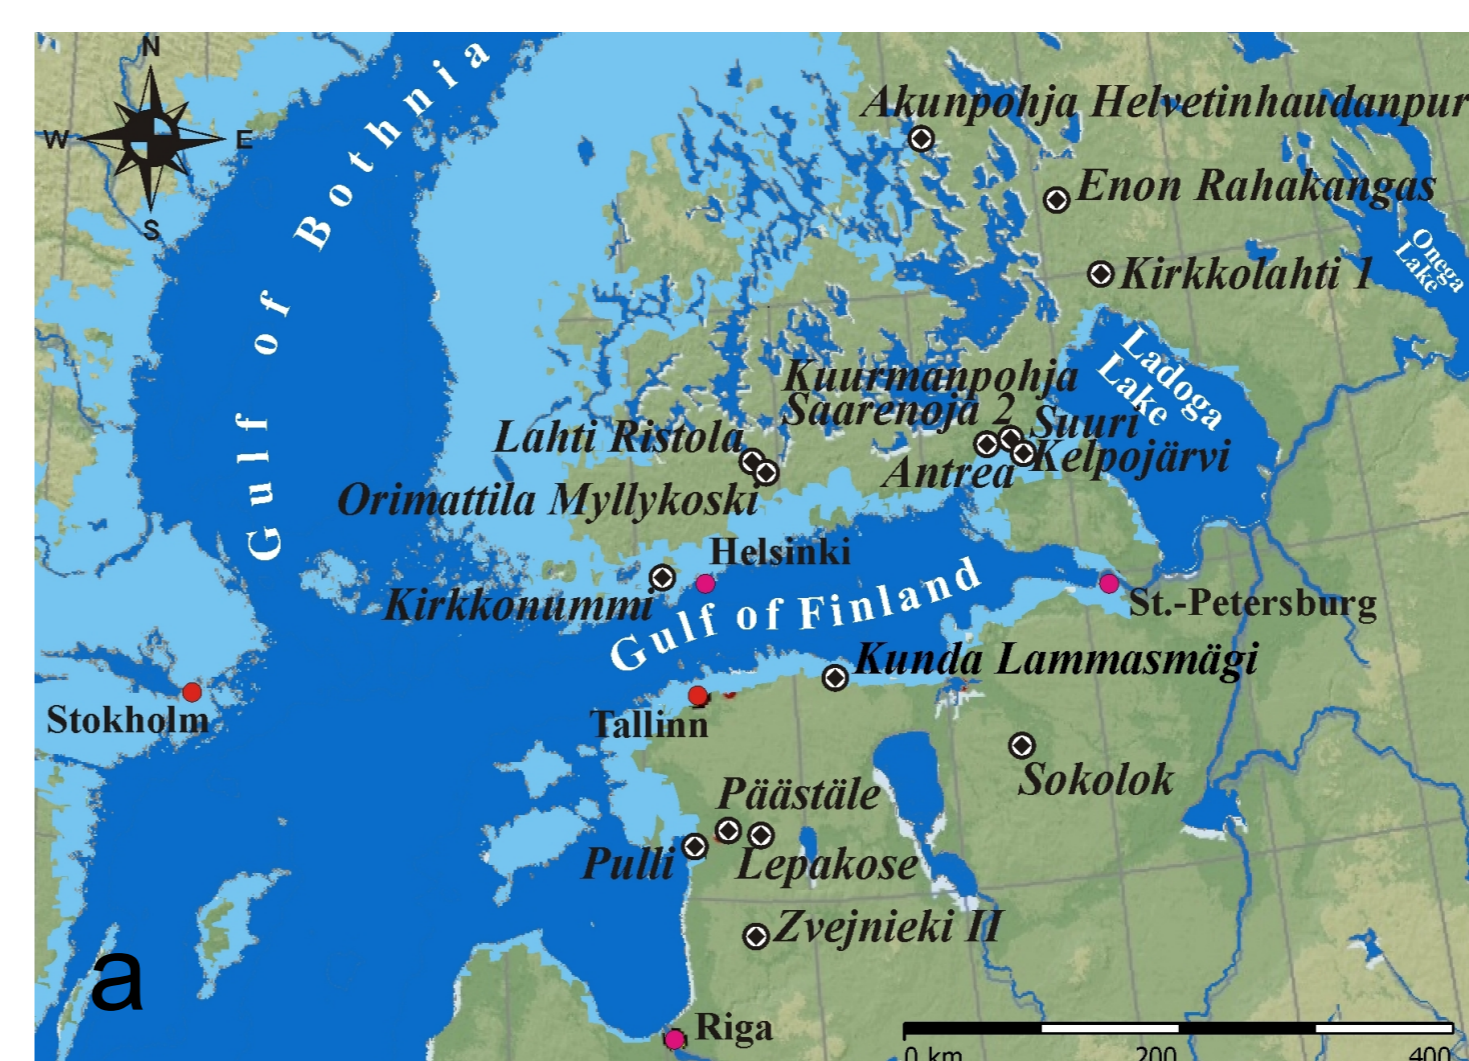 N
W
E
S
Gulf of Bothnia
Akunpohja Helvetinhaudanpur
Enon Rahakangas
Onega
Lake
Kirkkolahti 1
Ladoga
Lake
Kuurmanpohja
Saarenoja 2
Suuri
Kelpojärvi
Antrea
Lahti Ristola
Orimattila Myllykoski
Helsinki
Kirkkonummi
Gulf of Finland
St.-Petersburg
Kunda Lammasmägi
Stokholm
Tallinn
Sokolok
Päästäle
Pulli
Lepakose
Zvejnieki II
a
Riga
0 km 200 400